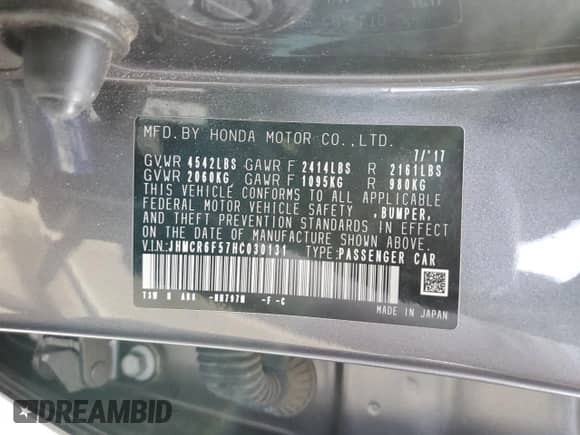 MFD.BY HONDA MOTOR CO.,LTD.
7/'17
GVWR 4542LBS GAWR F 2414LBS R 2161LBS
GVWR 2060KG GAWR F 1095KG R 980KG
THIS VEHICLE CONFORMS TO ALL APPLICABLE
FEDERAL MOTOR VEHICLE SAFETY ,BUMPER,
AND THEFT PREVENTION STANDARDS IN EFFECT
ON THE DATE OF MANUFACTURE SHOWN ABOVE.
V.I.N:JHMCR6F57HC030131 TYPE:PASSENGER CAR
-F -C
MADE IN JAPAN
DREAMBID